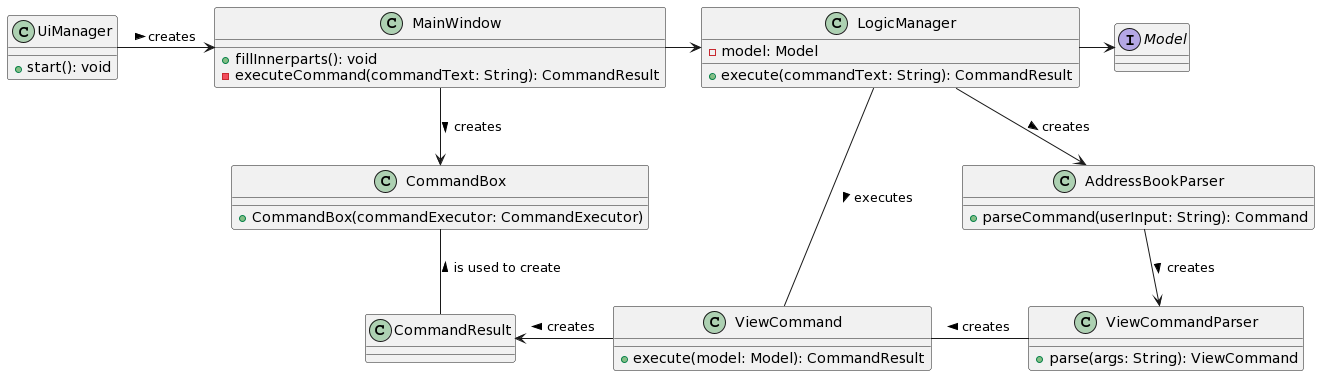 C UiManager
start(): void
creates
C MainWindow
fillInnerparts(): void
executeCommand(commandText: String): CommandResult
C LogicManager
model: Model
execute(commandText: String): CommandResult
I Model
creates
creates
C CommandBox
CommandBox(commandExecutor: CommandExecutor)
executes
C AddressBookParser
parseCommand(userInput: String): Command
is used to create
creates
C CommandResult
creates
C ViewCommand
execute(model: Model): CommandResult
creates
C ViewCommandParser
parse(args: String): ViewCommand